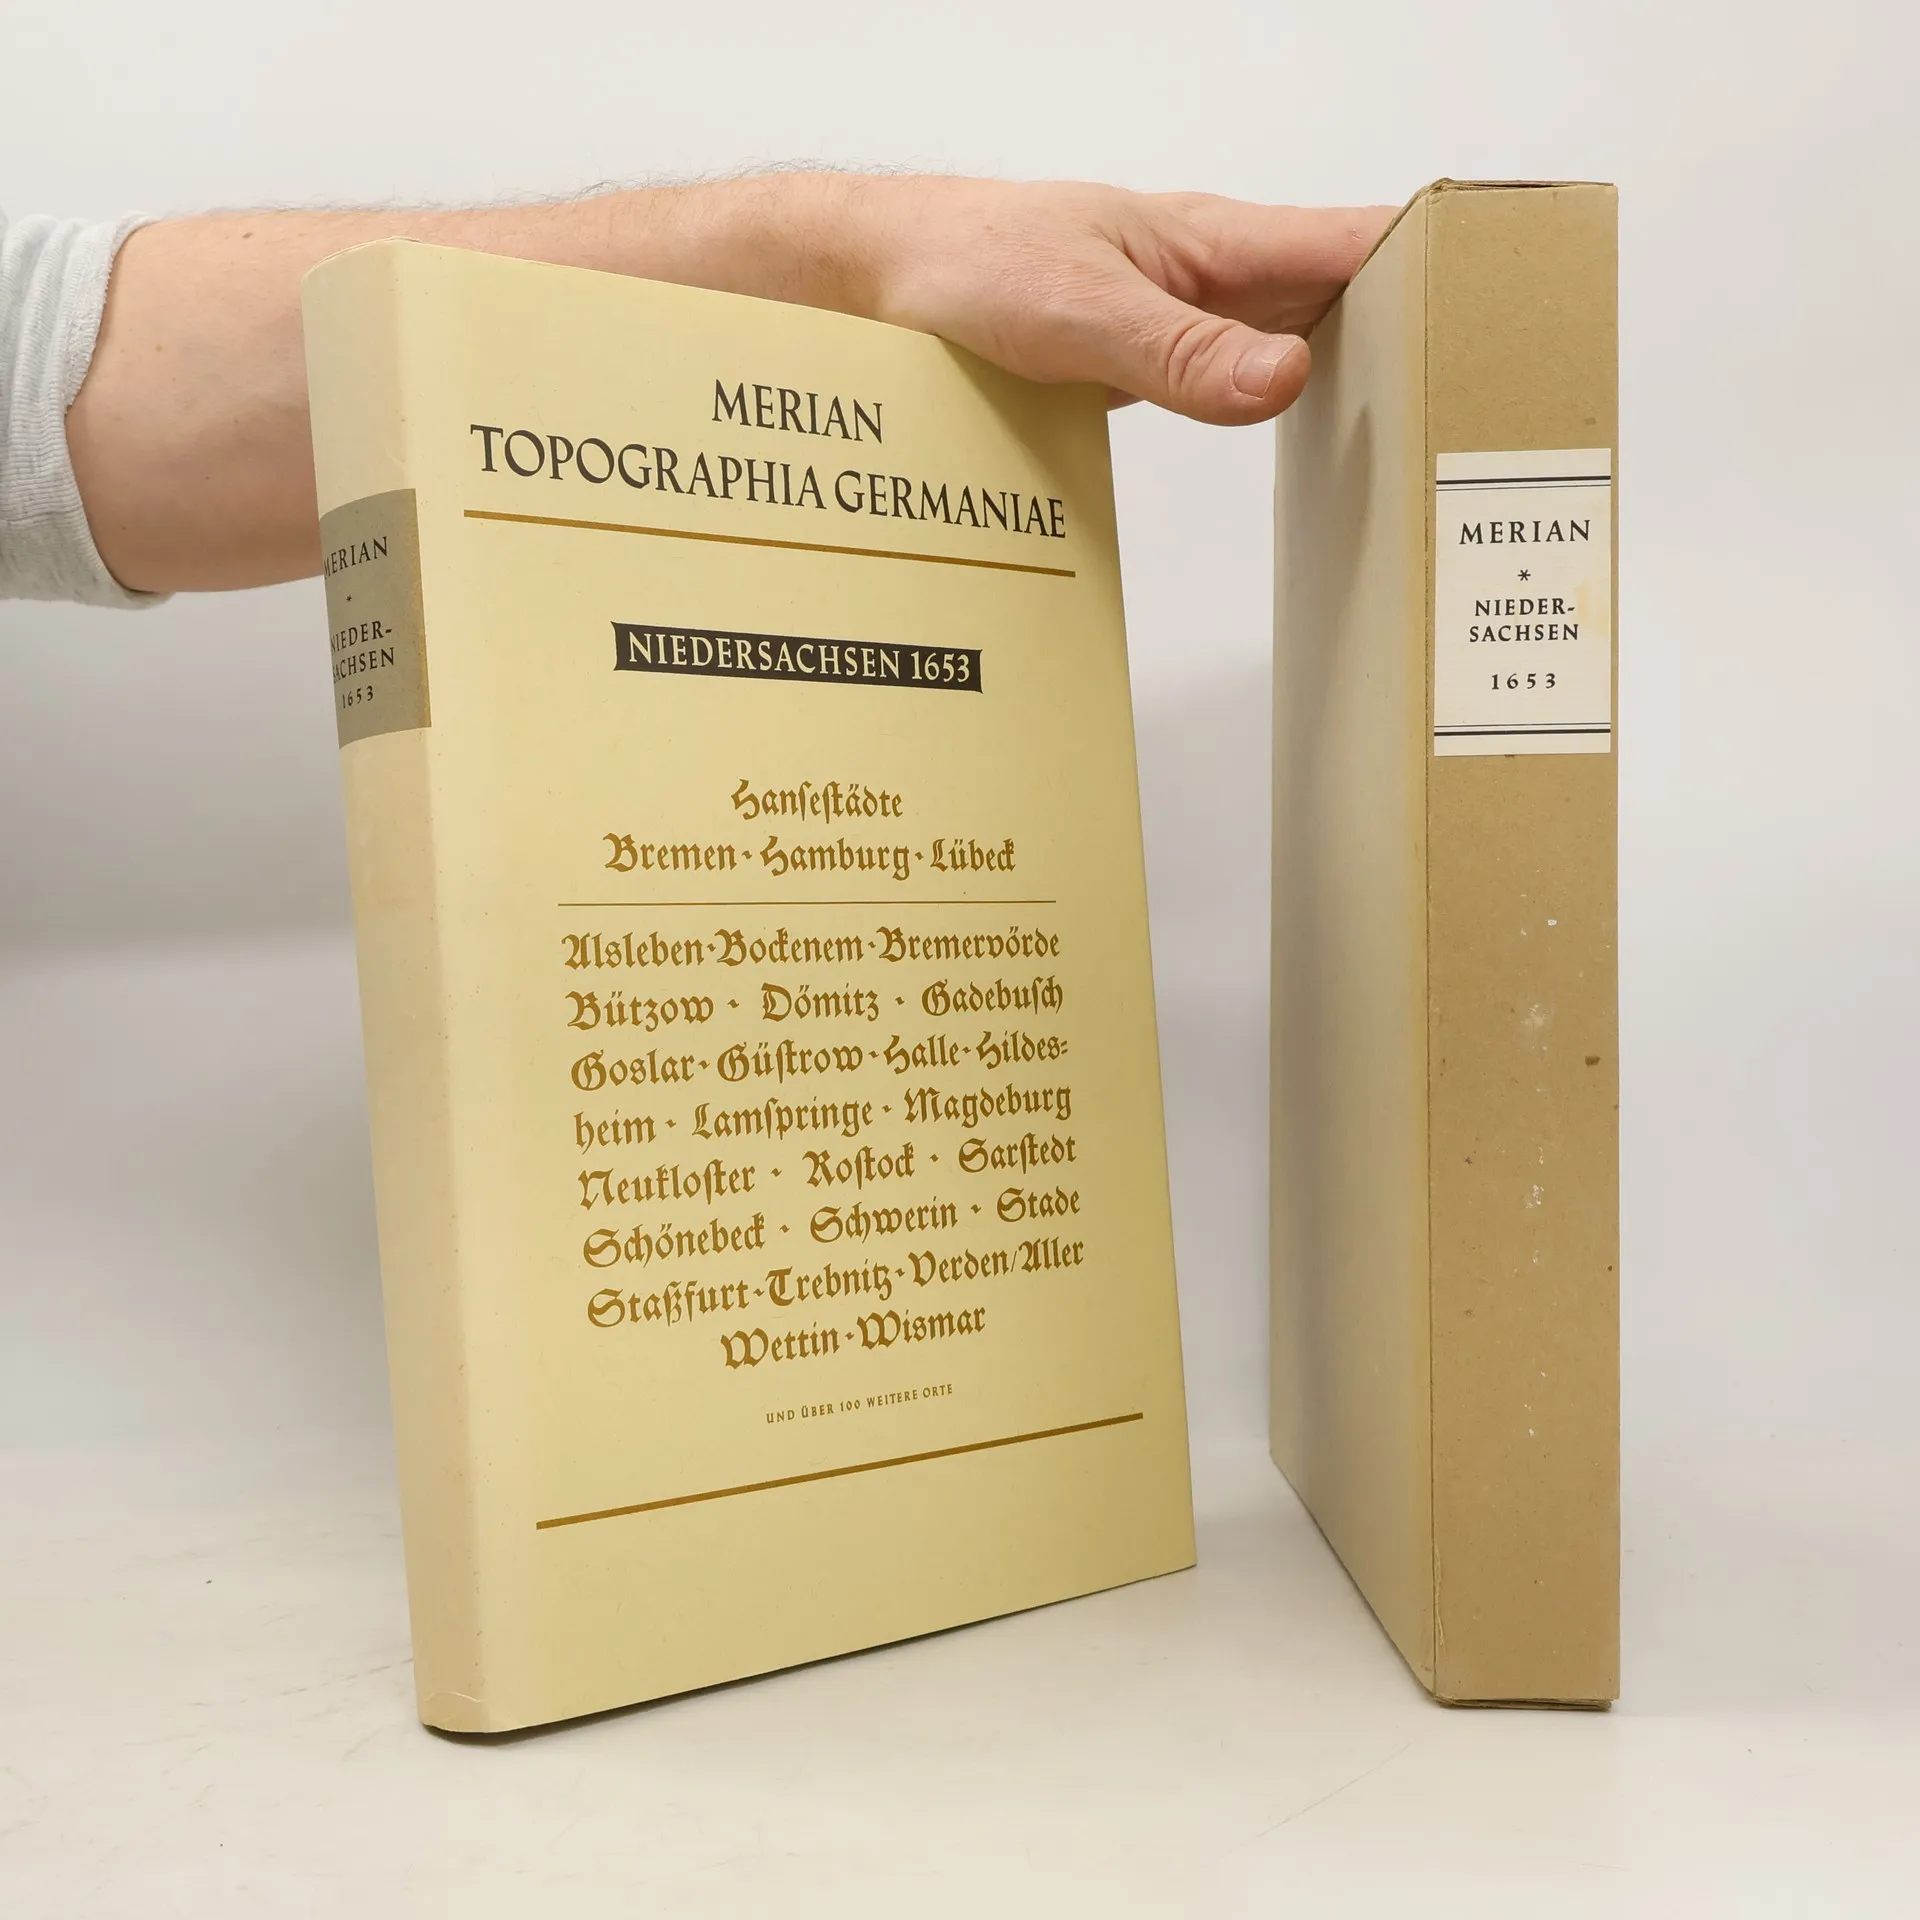 MERIAN
TOPOGRAPHIA GERMANIAE
NIEDERSACHSEN 1653
Hanſeſtädte
Bremen · Hamburg · Lübeck
Alsleben · Bockenem · Bremervörde
Bützow · Dömitz · Gadebuſch
Goslar · Güſtrow · Halle · Hildes=
heim · Lamſpringe · Magdeburg
Neukloſter · Roſtock · Sarſtedt
Schönebeck · Schwerin · Stade
Staßfurt · Trebnitz · Verden/Aller
Wettin · Wismar
UND ÜBER 100 WEITERE ORTE
MERIAN
*
NIEDER-
SACHSEN
1653
MERIAN
*
NIEDER-
SACHSEN
1653